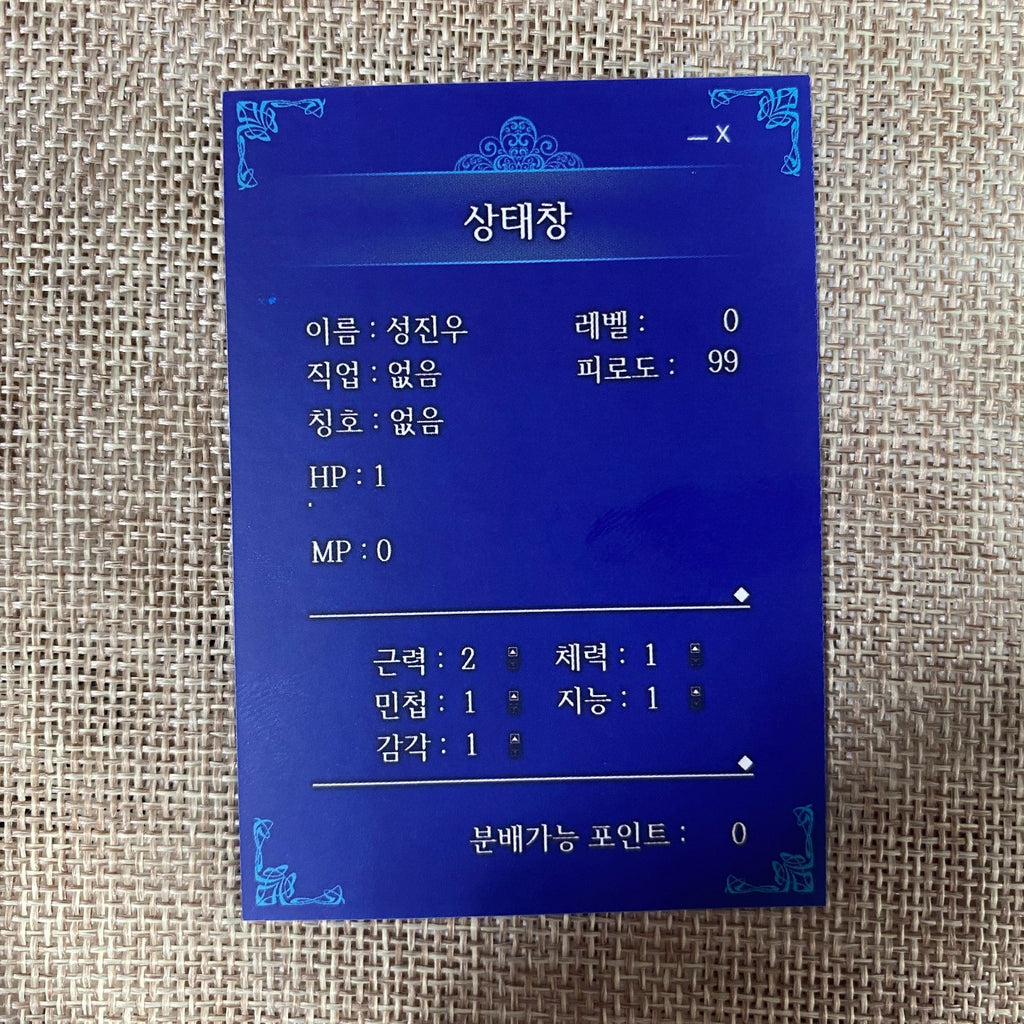 — X
상태창
이름 : 성진우 레벨 : 0
직업 : 없음 피로도 : 99
칭호 : 없음
HP : 1
MP : 0
근력 : 2 체력 : 1
민첩 : 1 지능 : 1
감각 : 1
분배가능 포인트 : 0